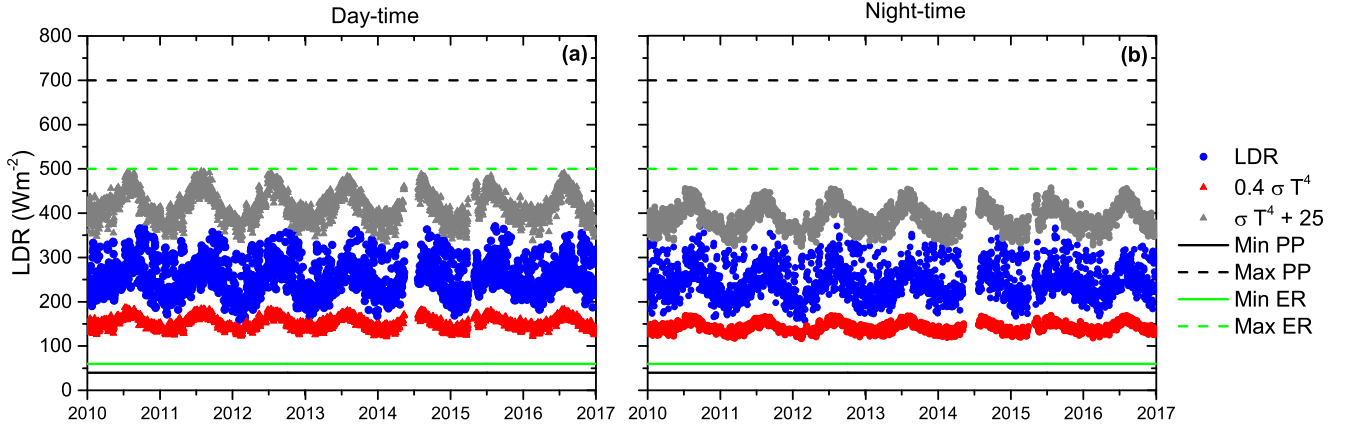 Day-time
Night-time
LDR (Wm⁻²)
800
700
600
500
400
300
200
100
0
(a)
(b)
2010 2011 2012 2013 2014 2015 2016 2017
2010 2011 2012 2013 2014 2015 2016 2017
LDR
0.4 σ T⁴
σ T⁴ + 25
Min PP
Max PP
Min ER
Max ER